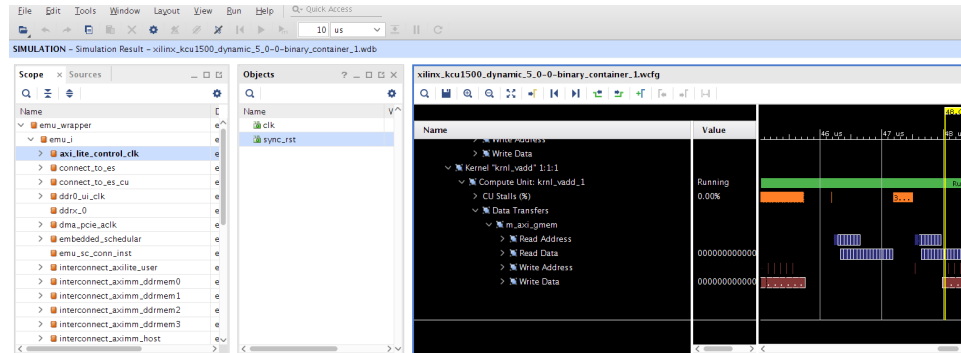 File Edit Tools Window Layout View Run Help Quick Access
10 us
SIMULATION - Simulation Result - xilinx_kcu1500_dynamic_5_0-0-binary_container_1.wdb
Scope × Sources
Objects
xilinx_kcu1500_dynamic_5_0-0-binary_container_1.wcfg
Name
Name
Name Value
emu_wrapper
emu_i
axi_lite_control_clk
connect_to_es
connect_to_es_cu
ddr0_ui_clk
ddrx_0
dma_pcie_aclk
embedded_schedular
emu_sc_conn_inst
interconnect_axilite_user
interconnect_aximm_ddrmem0
interconnect_aximm_ddrmem1
interconnect_aximm_ddrmem2
interconnect_aximm_ddrmem3
interconnect_aximm_host
clk
sync_rst
Write Address
Write Data
Kernel "krnl_vadd" 1:1:1
Compute Unit: krnl_vadd_1 Running
CU Stalls (%) 0.00%
Data Transfers
m_axi_gmem
Read Address
Read Data 000000000000
Write Address
Write Data 000000000000
46 us 47 us 48 u